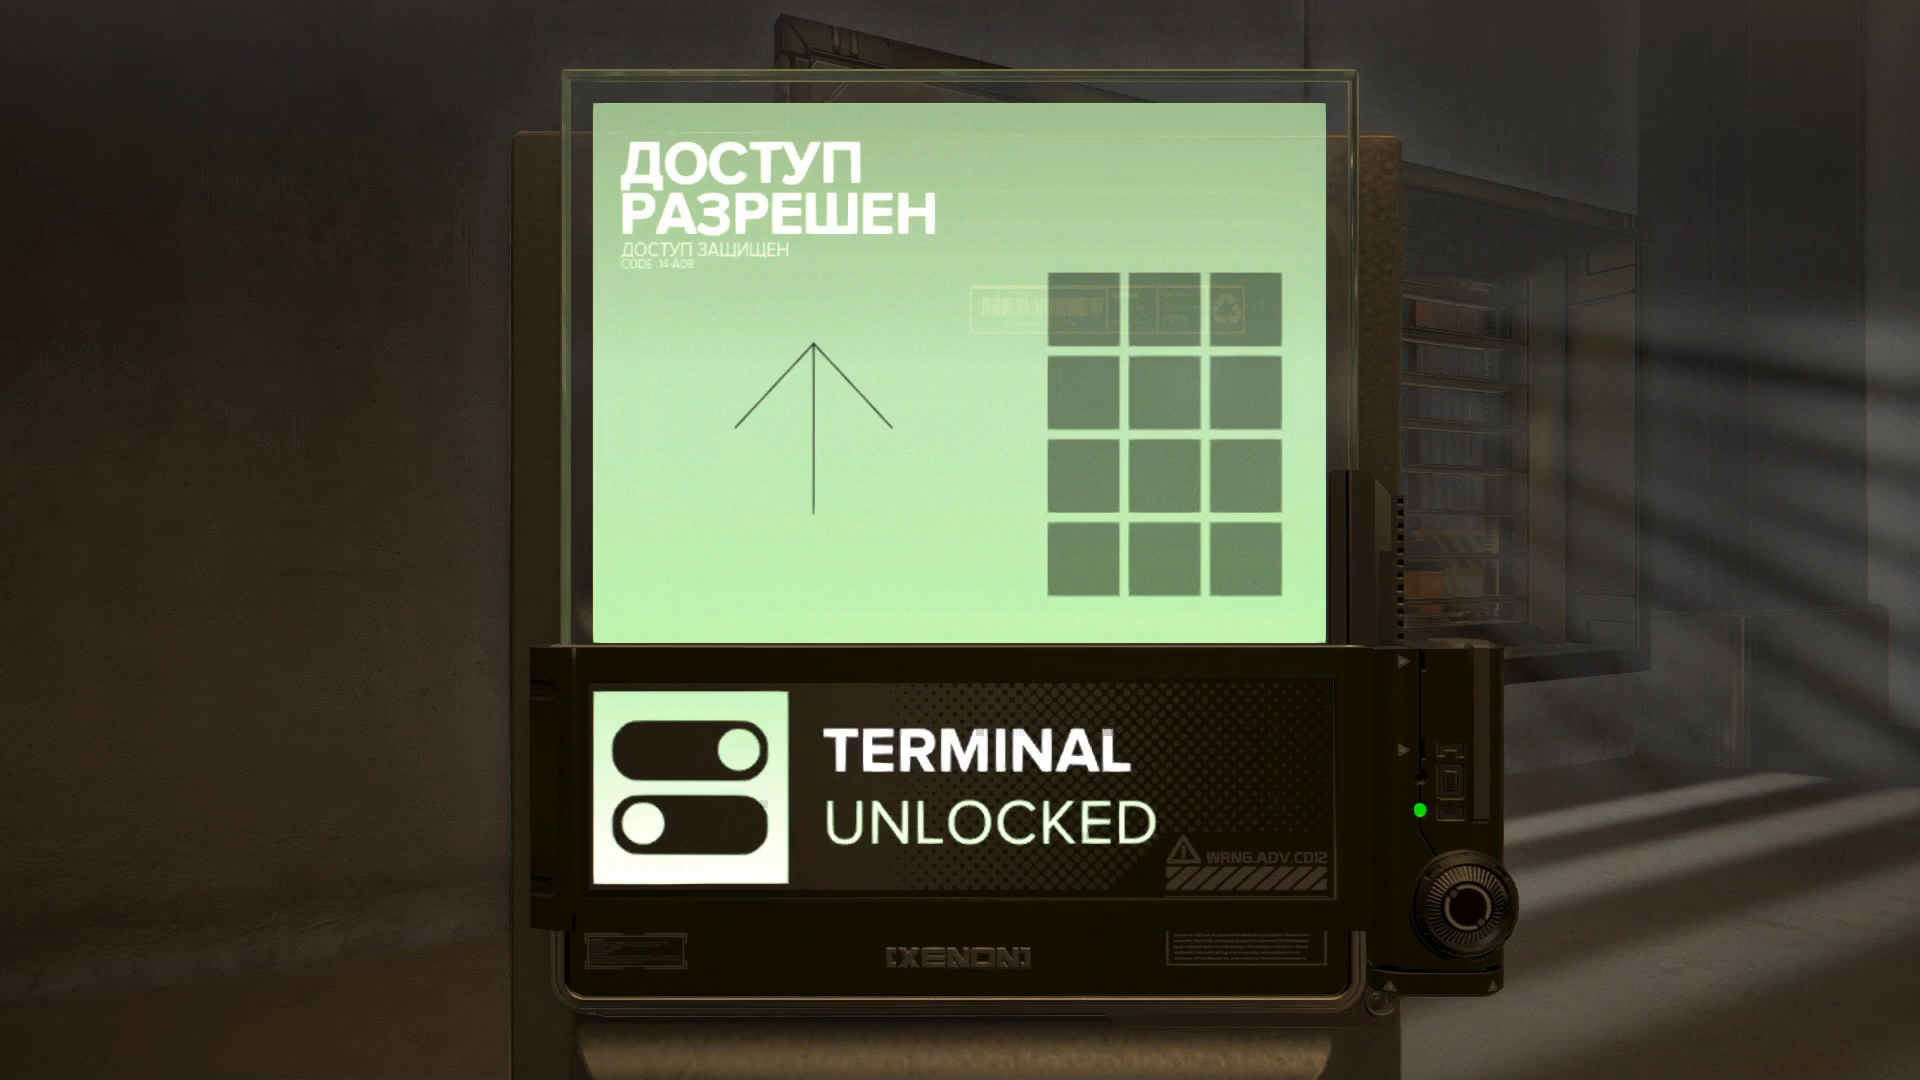 ДОСТУП
РАЗРЕШЕН
ДОСТУП ЗАЩИЩЕН
CODE 14-A08
TERMINAL
UNLOCKED
WRNG.ADV.CD12
[XENON]